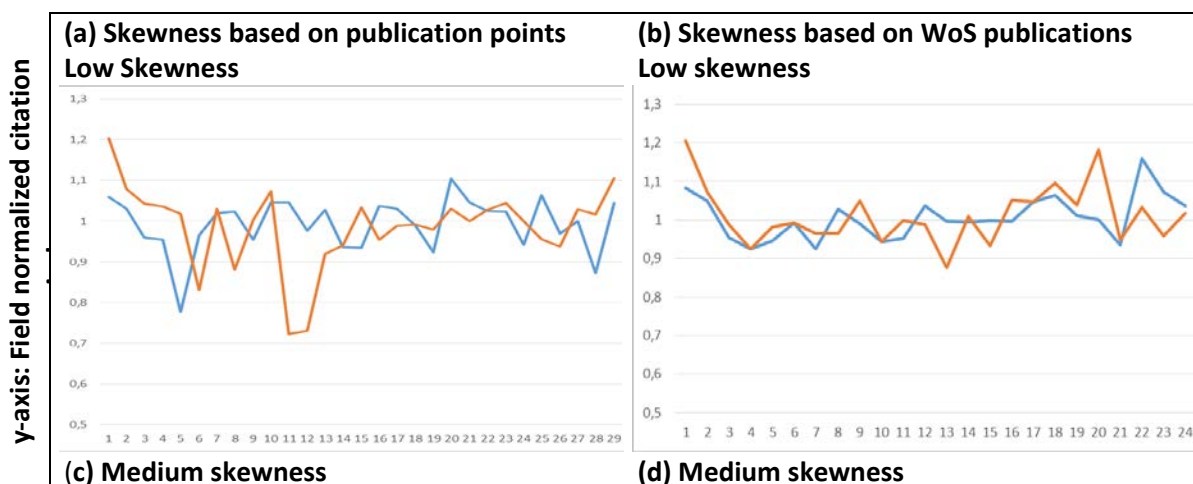 (a) Skewness based on publication points
Low Skewness
(b) Skewness based on WoS publications
Low skewness
y-axis: Field normalized citation
1,3
1,2
1,1
1
0,9
0,8
0,7
0,6
0,5
1 2 3 4 5 6 7 8 9 10 11 12 13 14 15 16 17 18 19 20 21 22 23 24 25 26 27 28 29
1,3
1,2
1,1
1
0,9
0,8
0,7
0,6
0,5
1 2 3 4 5 6 7 8 9 10 11 12 13 14 15 16 17 18 19 20 21 22 23 24
(c) Medium skewness
(d) Medium skewness